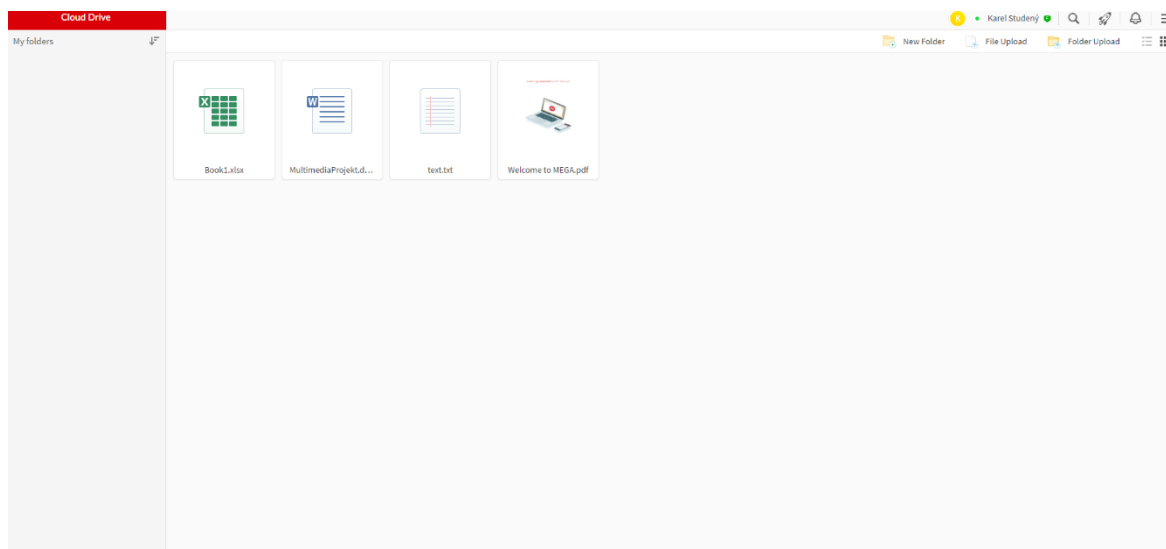 Cloud Drive
K Karel Studený
My folders
New Folder File Upload Folder Upload
X W
Book1.xlsx MultimediaProjekt.d... text.txt Welcome to MEGA.pdf